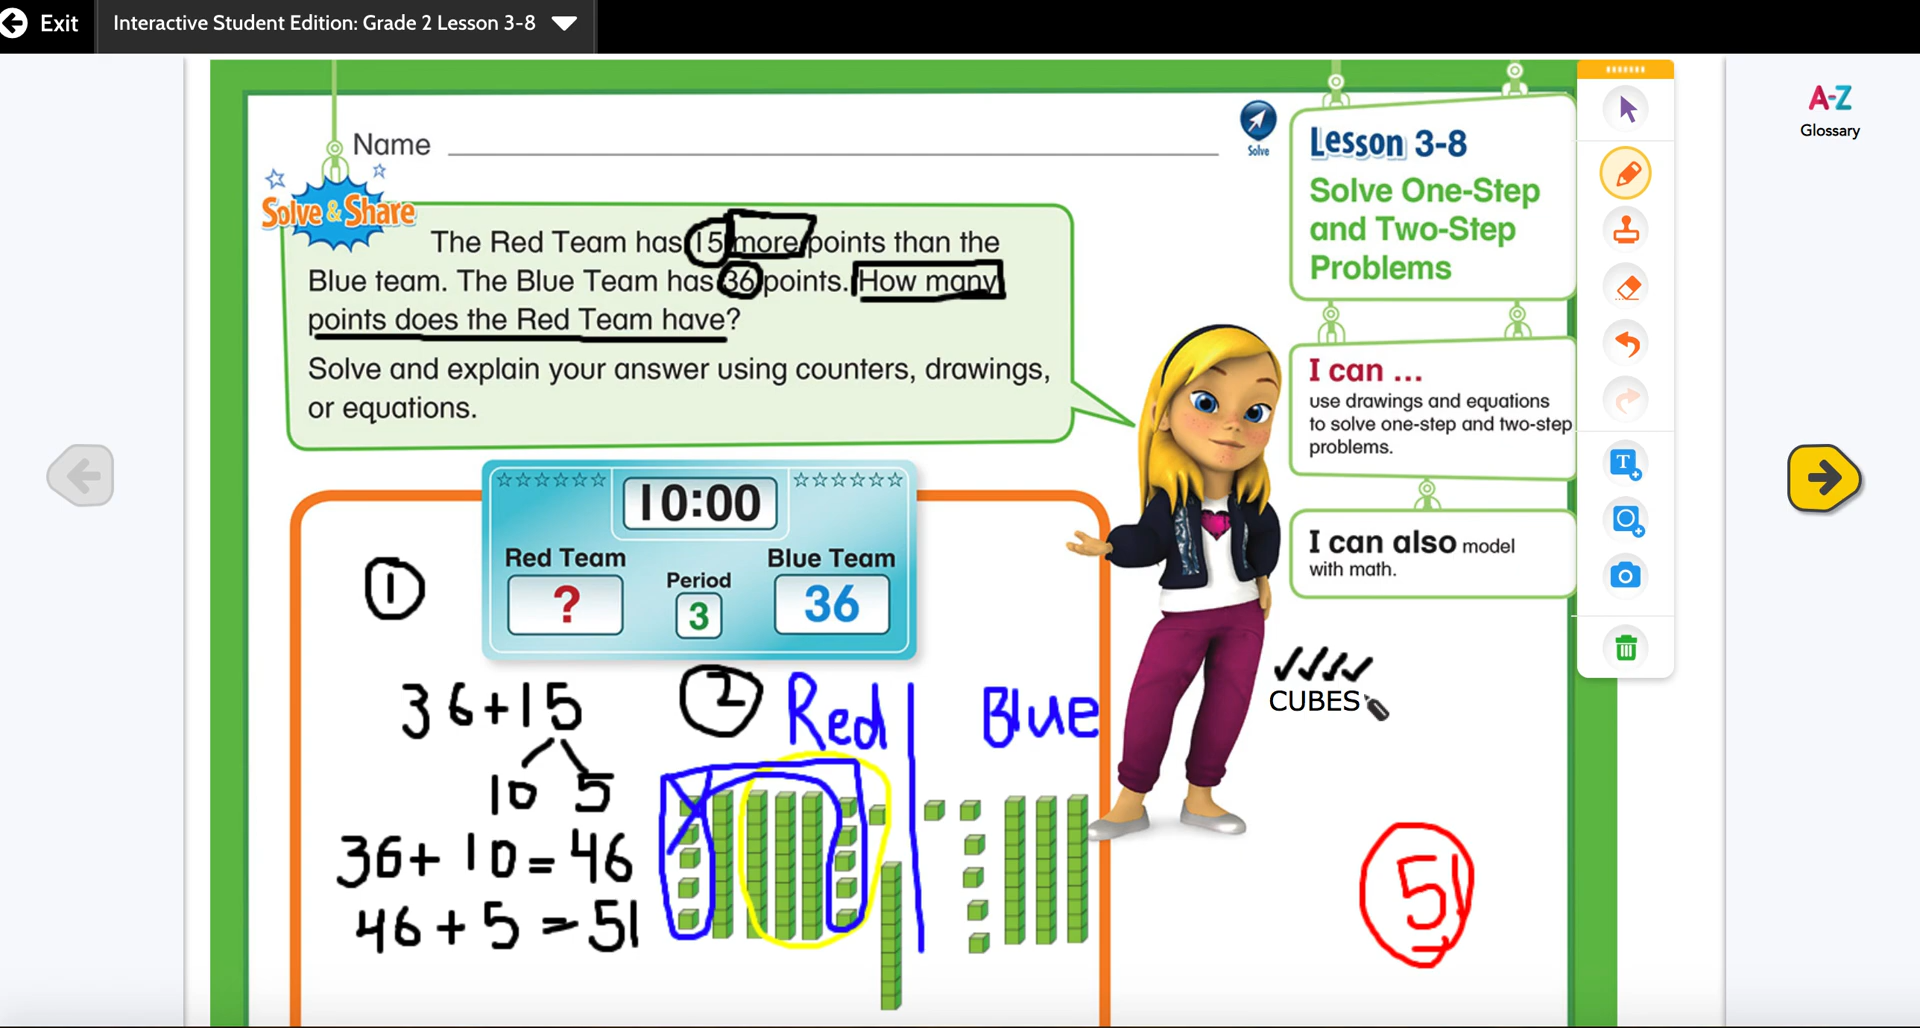 Exit
Interactive Student Edition: Grade 2 Lesson 3-8
A-Z
Glossary
Name
Solve
Solve & Share
The Red Team has 15 more points than the
Blue team. The Blue Team has 36 points. How many
points does the Red Team have?
Solve and explain your answer using counters, drawings,
or equations.
Lesson 3-8
Solve One-Step
and Two-Step
Problems
I can ...
use drawings and equations
to solve one-step and two-step
problems.
I can also model
with math.
10:00
Red Team
?
Period
3
Blue Team
36
1
36+15
10 5
36+ 10 = 46
46 + 5 = 51
2
Red
Blue
CUBES
51
T